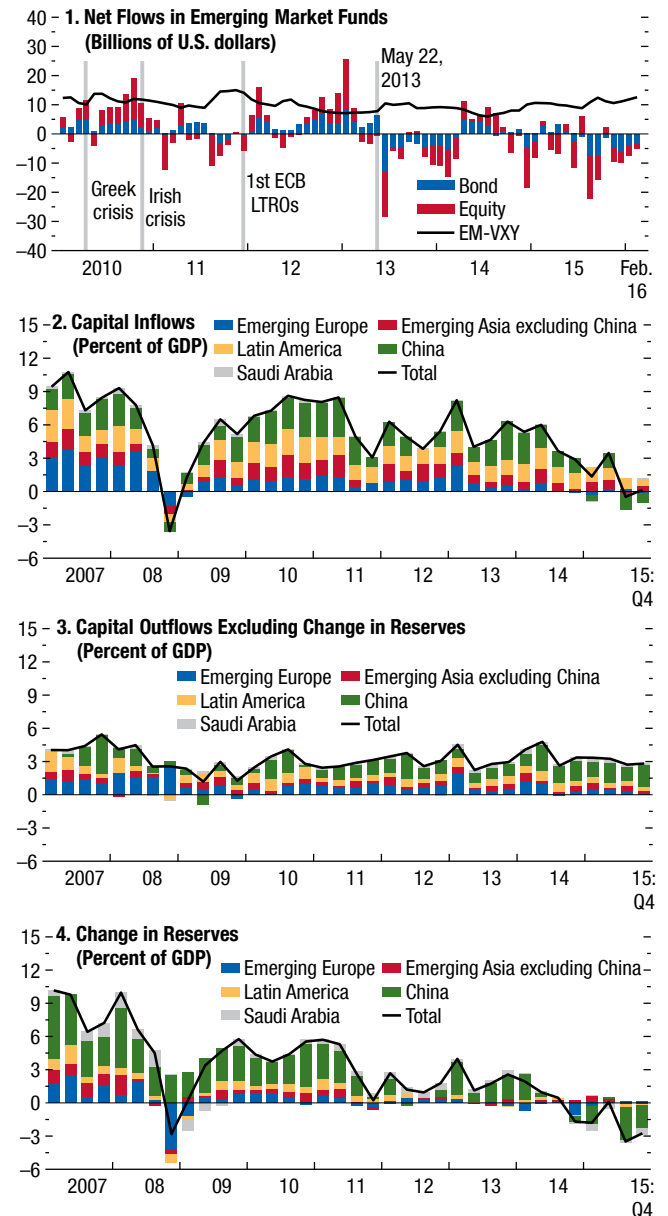 1. Net Flows in Emerging Market Funds
(Billions of U.S. dollars)
40
30
20
10
0
–10
–20
–30
–40
May 22,
2013
Greek
crisis
Irish
crisis
1st ECB
LTROs
Bond
Equity
EM-VXY
2010 11 12 13 14 15 Feb.
16
2. Capital Inflows
(Percent of GDP)
Emerging Europe Emerging Asia excluding China
Latin America China
Saudi Arabia Total
15
12
9
6
3
0
–3
–6
2007 08 09 10 11 12 13 14 15:
Q4
3. Capital Outflows Excluding Change in Reserves
(Percent of GDP)
Emerging Europe Emerging Asia excluding China
Latin America China
Saudi Arabia Total
15
12
9
6
3
0
–3
–6
2007 08 09 10 11 12 13 14 15:
Q4
4. Change in Reserves
(Percent of GDP)
Emerging Europe Emerging Asia excluding China
Latin America China
Saudi Arabia Total
15
12
9
6
3
0
–3
–6
2007 08 09 10 11 12 13 14 15:
Q4